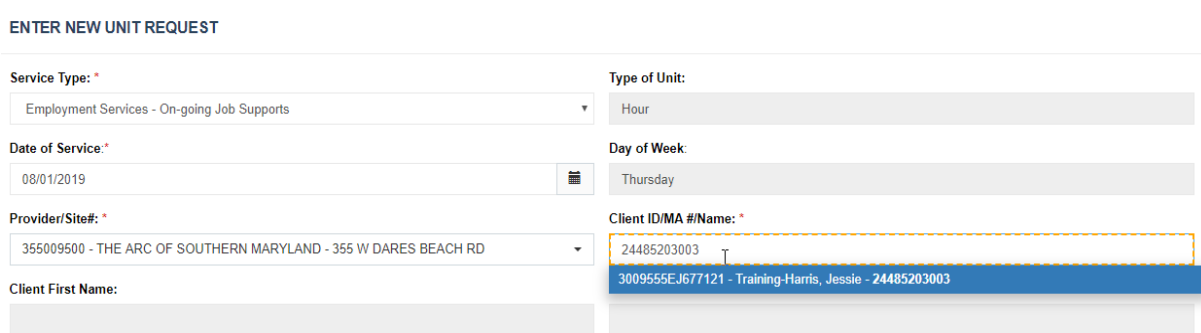 ENTER NEW UNIT REQUEST
Service Type: *
Type of Unit:
Employment Services - On-going Job Supports
Hour
Date of Service:*
Day of Week:
08/01/2019
Thursday
Provider/Site#: *
Client ID/MA #/Name: *
355009500 - THE ARC OF SOUTHERN MARYLAND - 355 W DARES BEACH RD
24485203003
3009555EJ677121 - Training-Harris, Jessie - 24485203003
Client First Name: